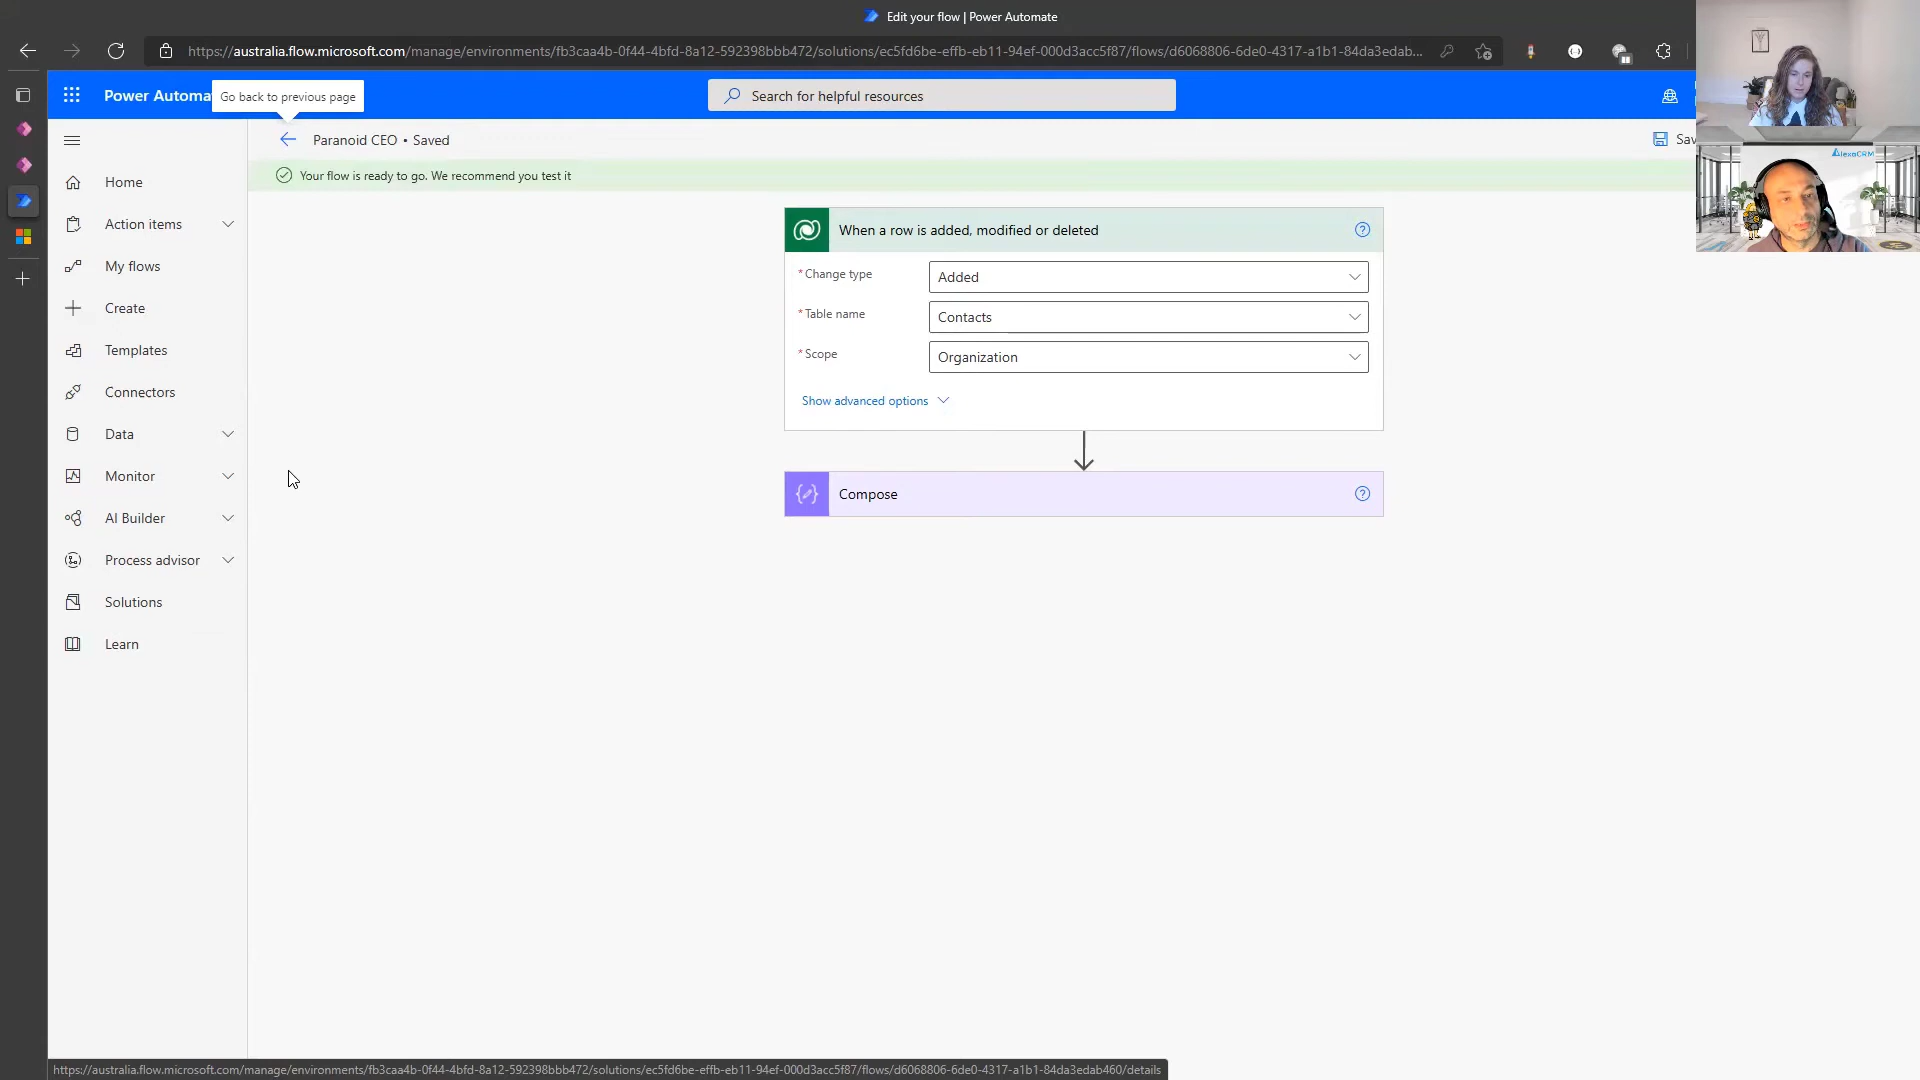 Edit your flow | Power Automate
https://australia.flow.microsoft.com/manage/environments/fb3caa4b-0f44-4bfd-8a12-592398bbb472/solutions/ec5fd6be-effb-eb11-94ef-000d3acc5f87/flows/d6068806-6de0-4317-a1b1-84da3edab...
Power Automa
Go back to previous page
Search for helpful resources
Paranoid CEO • Saved
Sav
Your flow is ready to go. We recommend you test it
Home
Action items
My flows
Create
Templates
Connectors
Data
Monitor
AI Builder
Process advisor
Solutions
Learn
When a row is added, modified or deleted
* Change type
Added
* Table name
Contacts
* Scope
Organization
Show advanced options
Compose
AlexaCRM
https://australia.flow.microsoft.com/manage/environments/fb3caa4b-0f44-4bfd-8a12-592398bbb472/solutions/ec5fd6be-effb-eb11-94ef-000d3acc5f87/flows/d6068806-6de0-4317-a1b1-84da3edab460/details